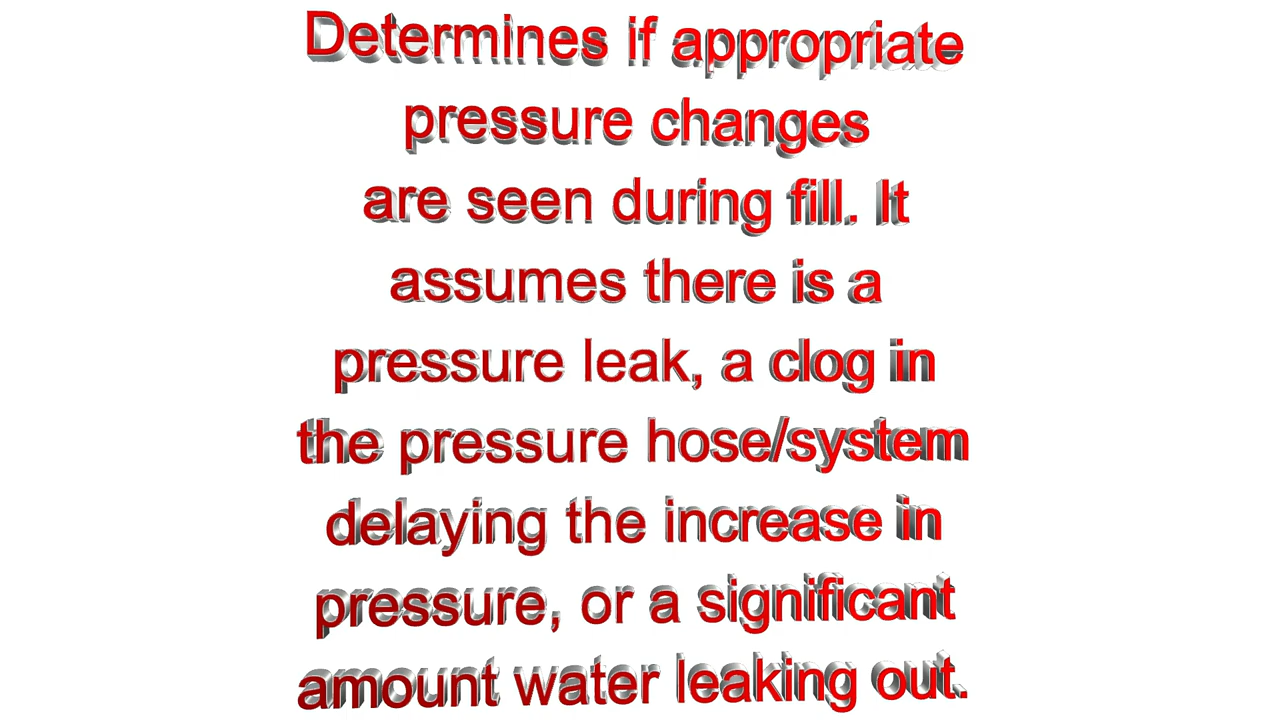 Determines if appropriate
pressure changes
are seen during fill. It
assumes there is a
pressure leak, a clog in
the pressure hose/system
delaying the increase in
pressure, or a significant
amount water leaking out.